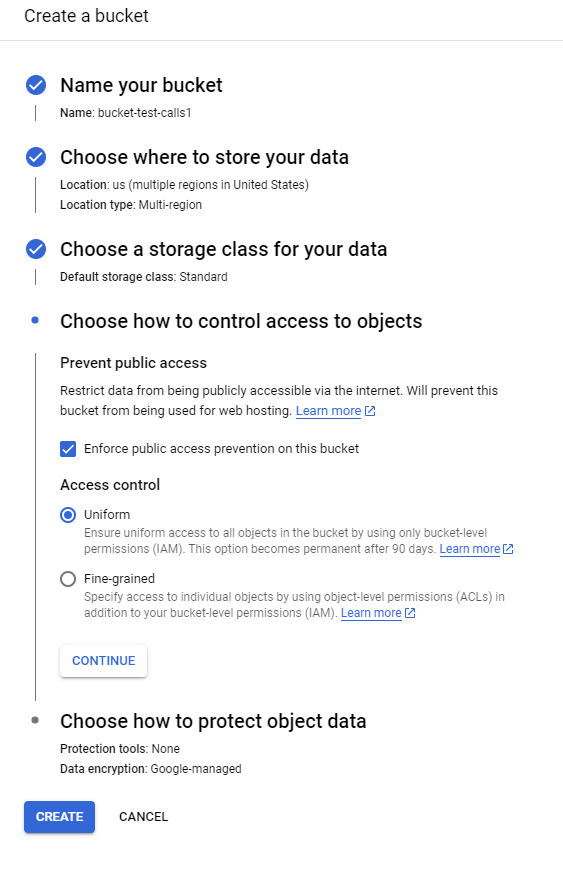 Create a bucket
Name your bucket
Name: bucket-test-calls1
Choose where to store your data
Location: us (multiple regions in United States)
Location type: Multi-region
Choose a storage class for your data
Default storage class: Standard
Choose how to control access to objects
Prevent public access
Restrict data from being publicly accessible via the internet. Will prevent this
bucket from being used for web hosting. Learn more
Enforce public access prevention on this bucket
Access control
Uniform
Ensure uniform access to all objects in the bucket by using only bucket-level
permissions (IAM). This option becomes permanent after 90 days. Learn more
Fine-grained
Specify access to individual objects by using object-level permissions (ACLs) in
addition to your bucket-level permissions (IAM). Learn more
CONTINUE
Choose how to protect object data
Protection tools: None
Data encryption: Google-managed
CREATE CANCEL